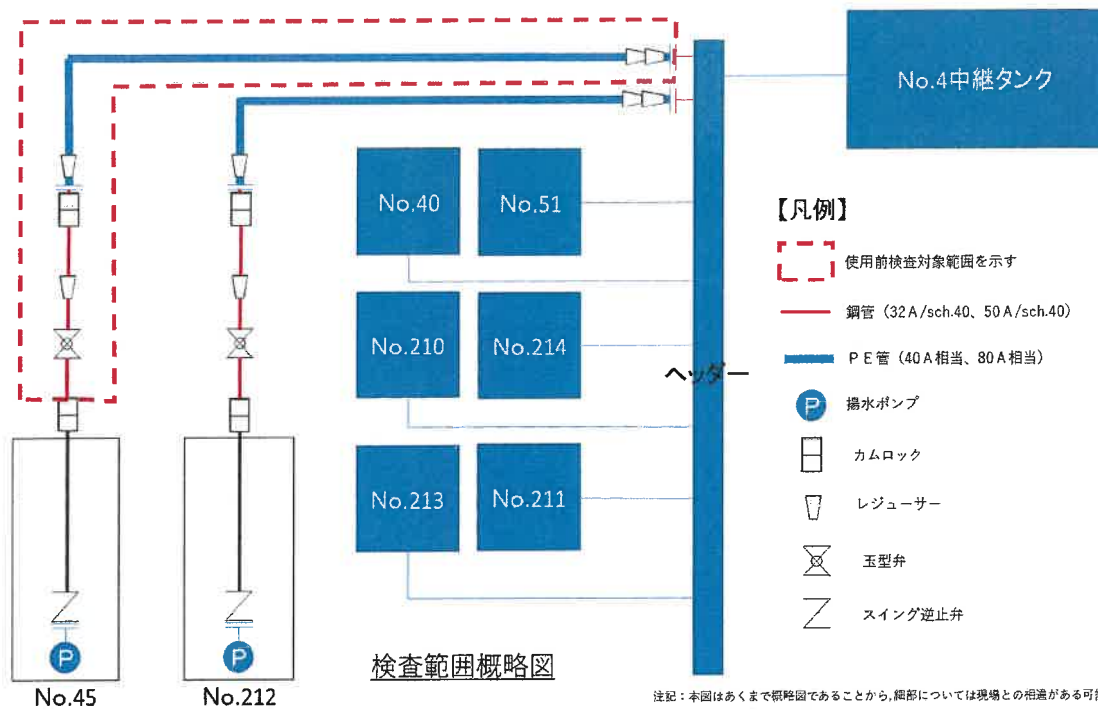 No.4中継タンク
No.40
No.51
【凡例】
使用前検査対象範囲を示す
鋼管（32A/sch.40、50A/sch.40）
PE管（40A相当、80A相当）
P
揚水ポンプ
カムロック
レジューサー
玉型弁
スイング逆止弁
No.210
No.214
ヘッダー
No.213
No.211
P
P
No.45
No.212
検査範囲概略図
注記：本図はあくまで概略図であることから,細部については現場との相違がある可